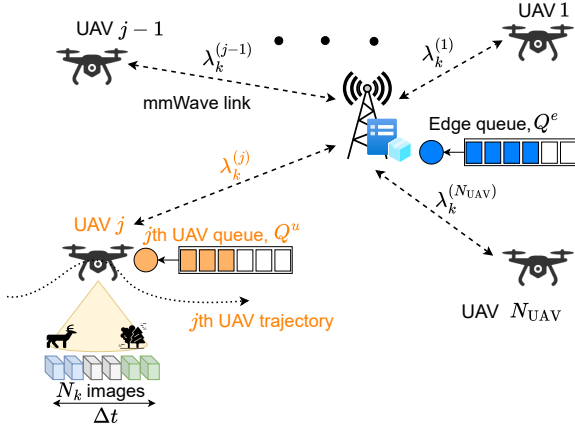 UAV 1
UAV j − 1
λ_k^{(j−1)}
λ_k^{(1)}
mmWave link
Edge queue, Q^e
λ_k^{(j)}
λ_k^{(N_UAV)}
UAV j
jth UAV queue, Q^u
UAV N_UAV
jth UAV trajectory
N_k images
Δt